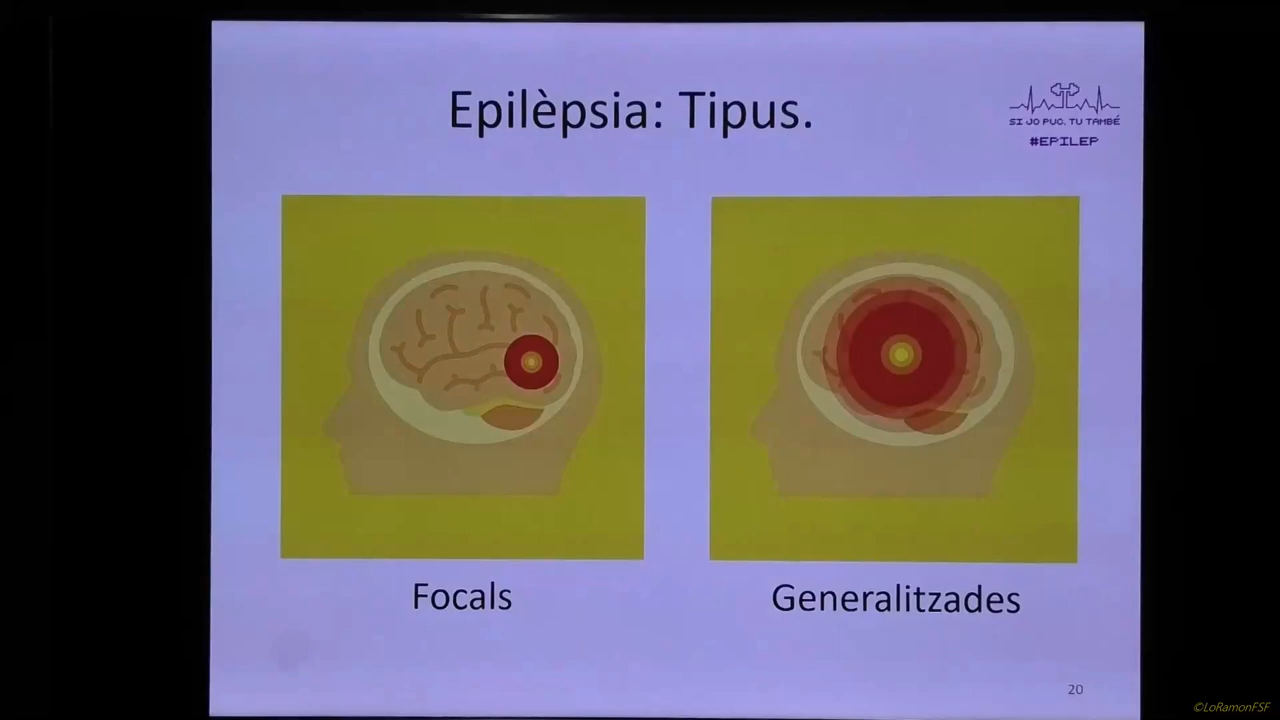 Epilèpsia: Tipus.
SI JO PUC, TU TAMBÉ
#EPILEP
Focals
Generalitzades
20
©LoRamonFSF